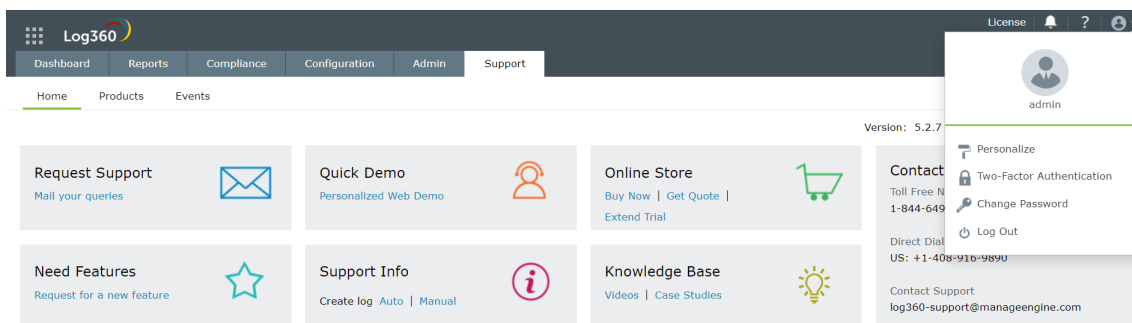 License | | ?
Log360
Dashboard Reports Compliance Configuration Admin Support
admin
Home Products Events
Version: 5.2.7
Personalize
Two-Factor Authentication
Change Password
Log Out
Request Support
Mail your queries
Quick Demo
Personalized Web Demo
Online Store
Buy Now | Get Quote |
Extend Trial
Contact
Toll Free N
1-844-649
Direct Dial
US: +1-408-916-9890
Contact Support
log360-support@manageengine.com
Need Features
Request for a new feature
Support Info
Create log Auto | Manual
Knowledge Base
Videos | Case Studies